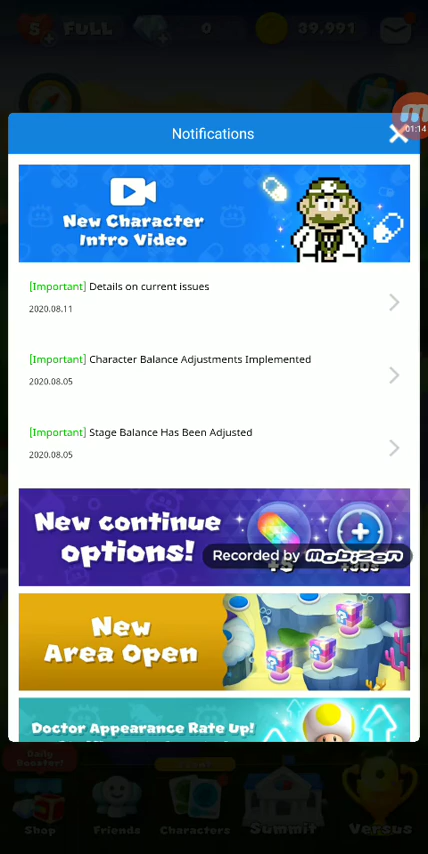 S FULL
0
39,991
01:14
Notifications
New Character
Intro Video
[Important] Details on current issues
2020.08.11
[Important] Character Balance Adjustments Implemented
2020.08.05
[Important] Stage Balance Has Been Adjusted
2020.08.05
New continue
options!
Recorded by Mobizen
+5
+30s
New
Area Open
Doctor Appearance Rate Up!
Daily
Booster!
Shop
Friends
Characters
Summit
Versus